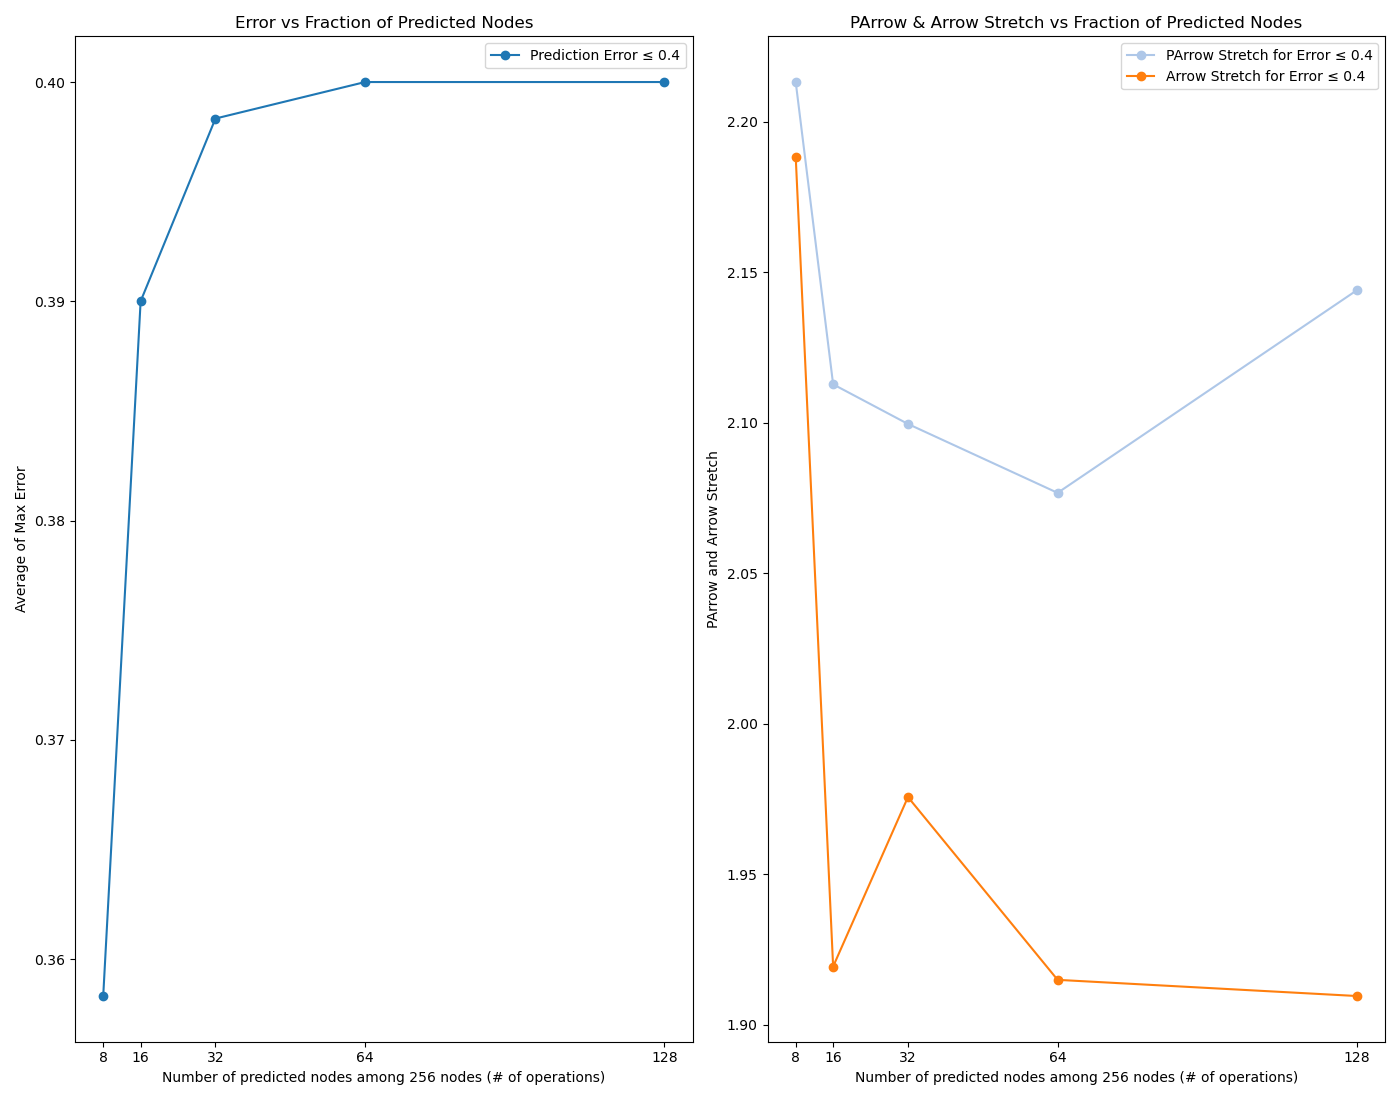 Error vs Fraction of Predicted Nodes
Prediction Error ≤ 0.4
Average of Max Error
0.40
0.39
0.38
0.37
0.36
8 16 32 64 128
Number of predicted nodes among 256 nodes (# of operations)
PArrow & Arrow Stretch vs Fraction of Predicted Nodes
PArrow Stretch for Error ≤ 0.4
Arrow Stretch for Error ≤ 0.4
PArrow and Arrow Stretch
2.20
2.15
2.10
2.05
2.00
1.95
1.90
8 16 32 64 128
Number of predicted nodes among 256 nodes (# of operations)